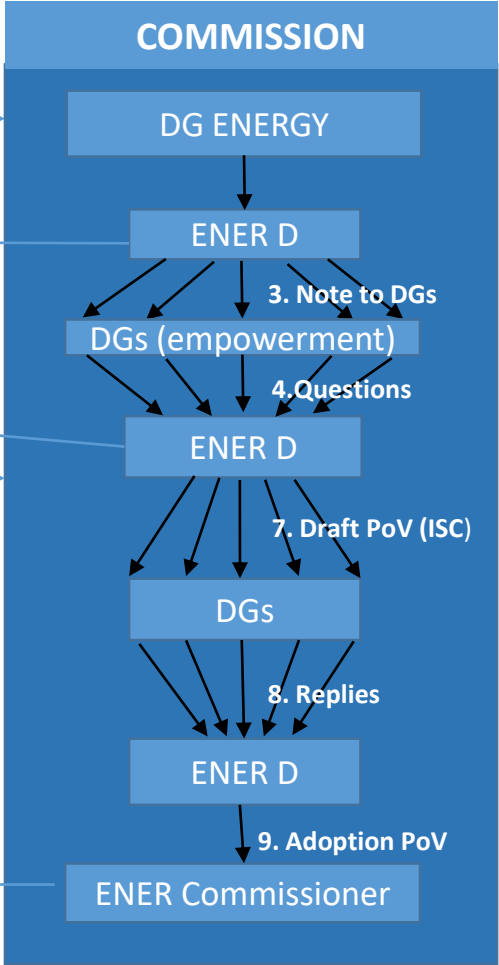 COMMISSION
DG ENERGY
ENER D
3. Note to DGs
DGs (empowerment)
4.Questions
ENER D
7. Draft PoV (ISC)
DGs
8. Replies
ENER D
9. Adoption PoV
ENER Commissioner